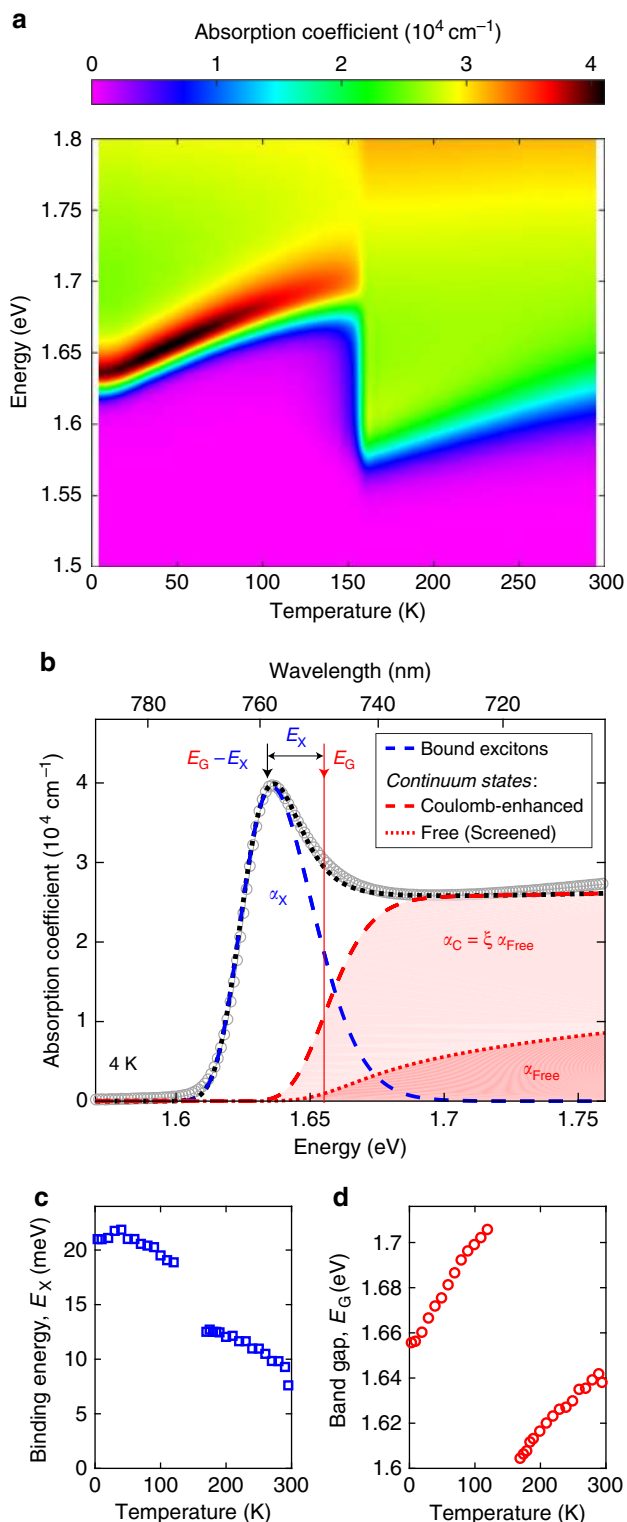 a
Absorption coefficient (10⁴ cm⁻¹)
0 1 2 3 4
1.8
1.75
1.7
1.65
1.6
1.55
1.5
Energy (eV)
0 50 100 150 200 250 300
Temperature (K)
b
Wavelength (nm)
780 760 740 720
E_G – E_X
E_X
E_G
Bound excitons
Continuum states:
Coulomb-enhanced
Free (Screened)
4
3
2
1
0
Absorption coefficient (10⁴ cm⁻¹)
α_X
α_C = ξ α_Free
α_Free
4 K
1.6 1.65 1.7 1.75
Energy (eV)
c
20
15
10
5
0
Binding energy, E_X (meV)
0 100 200 300
Temperature (K)
d
1.7
1.66
1.64
1.6
Band gap, E_G (eV)
0 100 200 300
Temperature (K)